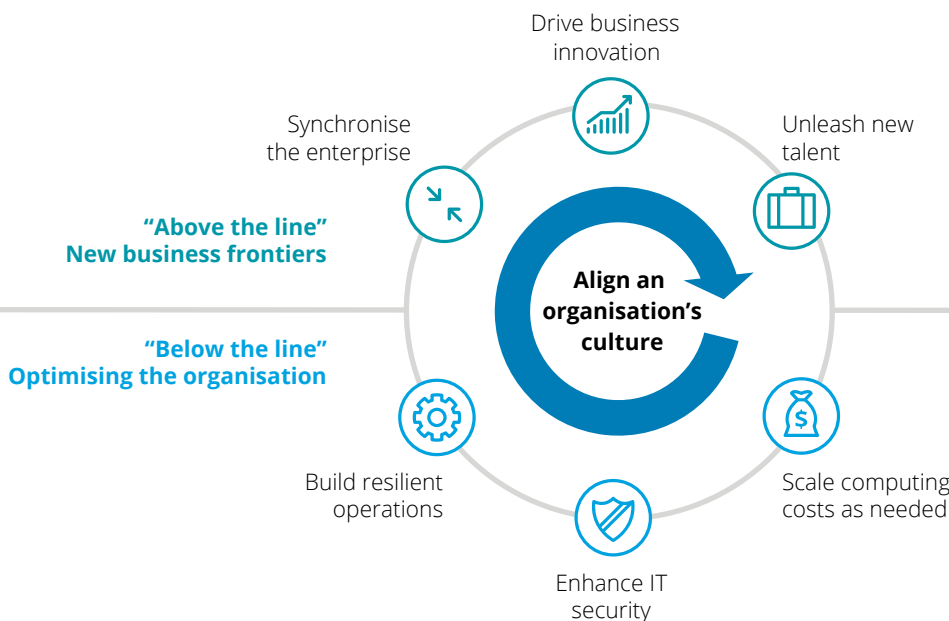 Drive business
innovation
Synchronise
the enterprise
Unleash new
talent
“Above the line”
New business frontiers
Align an
organisation’s
culture
“Below the line”
Optimising the organisation
$
Build resilient
operations
Scale computing
costs as needed
Enhance IT
security